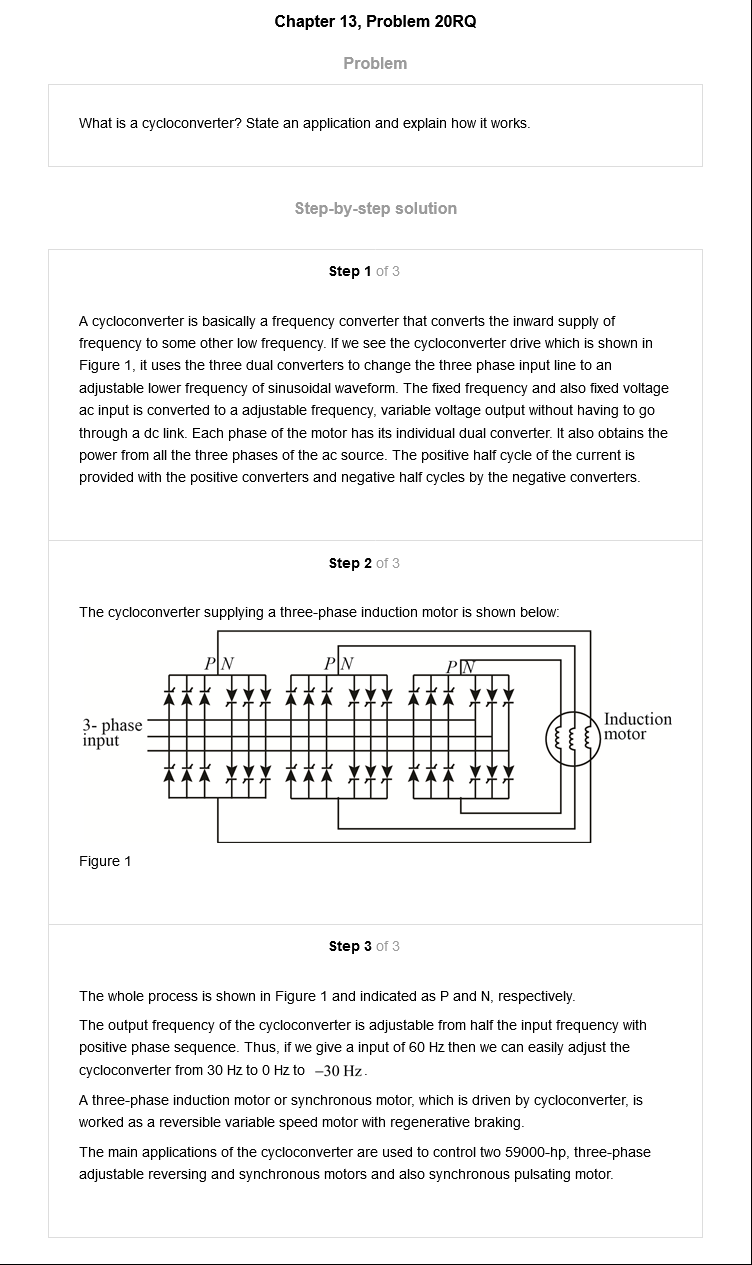 Chapter 13, Problem 20RQ
Problem
What is a cycloconverter? State an application and explain how it works.
Step-by-step solution
Step 1 of 3
A cycloconverter is basically a frequency converter that converts the inward supply of
frequency to some other low frequency. If we see the cycloconverter drive which is shown in
Figure 1, it uses the three dual converters to change the three phase input line to an
adjustable lower frequency of sinusoidal waveform. The fixed frequency and also fixed voltage
ac input is converted to a adjustable frequency, variable voltage output without having to go
through a dc link. Each phase of the motor has its individual dual converter. It also obtains the
power from all the three phases of the ac source. The positive half cycle of the current is
provided with the positive converters and negative half cycles by the negative converters.
Step 2 of 3
The cycloconverter supplying a three-phase induction motor is shown below:
P N
P N
P N
3- phase
input
Induction
motor
Figure 1
Step 3 of 3
The whole process is shown in Figure 1 and indicated as P and N, respectively.
The output frequency of the cycloconverter is adjustable from half the input frequency with
positive phase sequence. Thus, if we give a input of 60 Hz then we can easily adjust the
cycloconverter from 30 Hz to 0 Hz to −30 Hz.
A three-phase induction motor or synchronous motor, which is driven by cycloconverter, is
worked as a reversible variable speed motor with regenerative braking.
The main applications of the cycloconverter are used to control two 59000-hp, three-phase
adjustable reversing and synchronous motors and also synchronous pulsating motor.